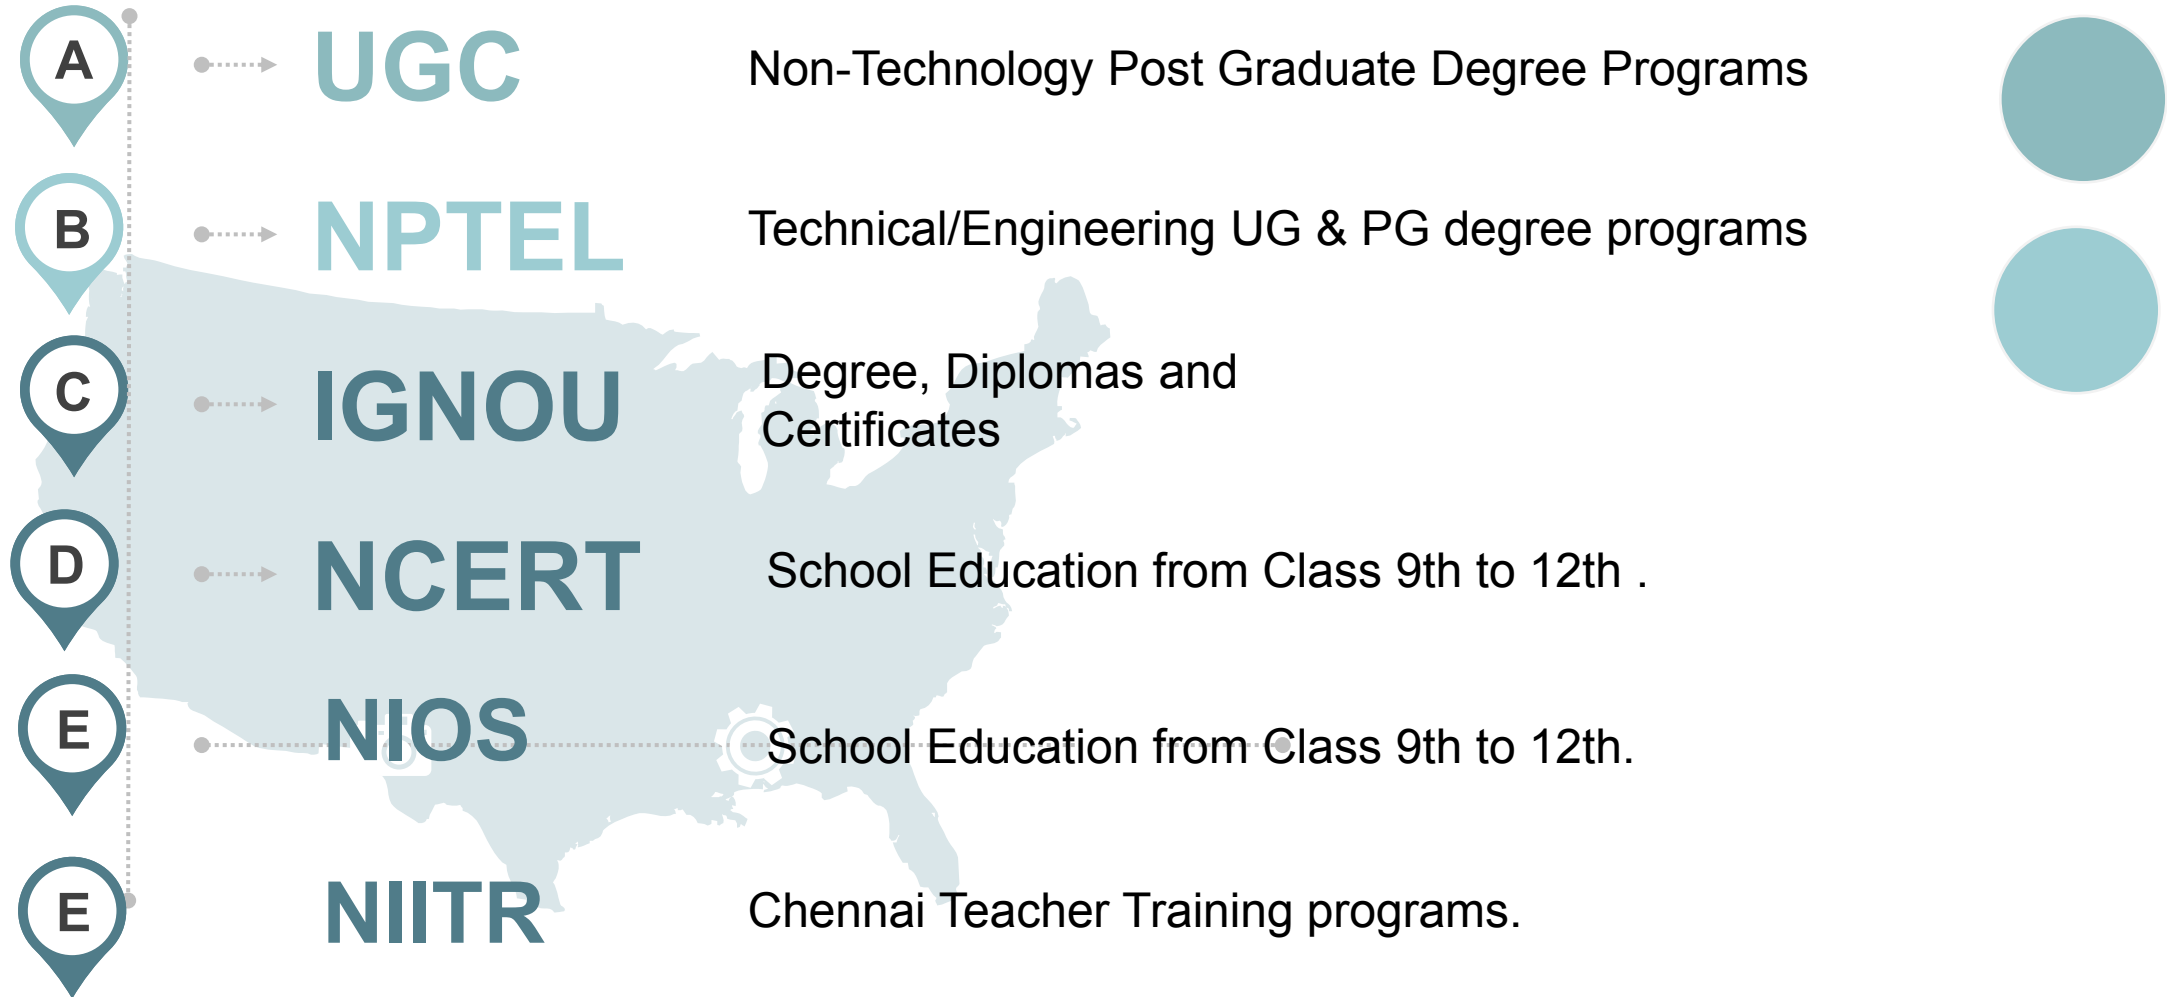 A UGC Non-Technology Post Graduate Degree Programs
B NPTEL Technical/Engineering UG & PG degree programs
C IGNOU Degree, Diplomas and
Certificates
D NCERT School Education from Class 9th to 12th .
E NIOS School Education from Class 9th to 12th.
E NIITR Chennai Teacher Training programs.